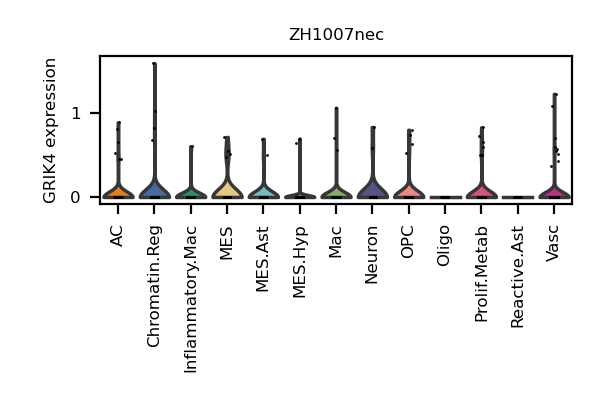 ZH1007nec
GRIK4 expression
1
0
AC
Chromatin.Reg
Inflammatory.Mac
MES
MES.Ast
MES.Hyp
Mac
Neuron
OPC
Oligo
Prolif.Metab
Reactive.Ast
Vasc